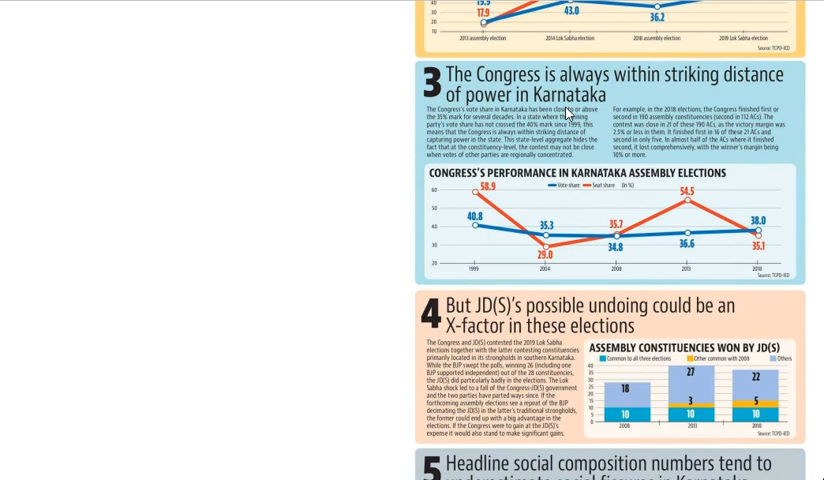 40
19.9
30
17.9
20
43.0
36.2
10
2013 assembly election
2014 Lok Sabha election
2018 assembly election
2019 Lok Sabha election
Source: TCPD-IED
3 The Congress is always within striking distance
of power in Karnataka
The Congress's vote share in Karnataka has been close to or above
the 35% mark for several decades. In a state where the winning
party's vote share has not crossed the 40% mark since 1999, this
means that the Congress is always within striking distance of
capturing power in the state. This state-level aggregate hides the
fact that at the constituency-level, the contest may not be close
when votes of other parties are regionally concentrated.
For example, in the 2018 elections, the Congress finished first or
second in 190 assembly constituencies (second in 112 ACs). The
contest was close in 21 of these 190 ACs, as the victory margin was
2.5% or less in them. It finished first in 16 of these 21 ACs and
second in only five. In almost half of the ACs where it finished
second, it lost comprehensively, with the winner's margin being
10% or more.
CONGRESS'S PERFORMANCE IN KARNATAKA ASSEMBLY ELECTIONS
Vote share Seat share (in %)
60
58.9
54.5
50
40.8
40
35.3
35.7
38.0
30
29.0
34.8
36.6
35.1
20
1999
2004
2008
2013
2018
Source: TCPD-IED
4 But JD(S)'s possible undoing could be an
X-factor in these elections
The Congress and JD(S) contested the 2019 Lok Sabha
elections together with the latter contesting constituencies
primarily located in its strongholds in southern Karnataka.
While the BJP swept the polls, winning 26 (including one
BJP supported independent) out of the 28 constituencies,
the JD(S) did particularly badly in the elections. The Lok
Sabha shock led to a fall of the Congress-JD(S) government
and the two parties have parted ways since. If the
forthcoming assembly elections see a repeat of the BJP
decimating the JD(S) in the latter's traditional strongholds,
the former could end up with a big advantage in the
elections. If the Congress were to gain at the JD(S)'s
expense it would also stand to make significant gains.
ASSEMBLY CONSTITUENCIES WON BY JD(S)
Common to all three elections Other common with 2008 Others
40
35
30
25
20
15
10
5
0
18
10
27
3
10
22
5
10
2008
2013
2018
Source: TCPD-IED
5 Headline social composition numbers tend to
underestimate social fissures in Karnataka